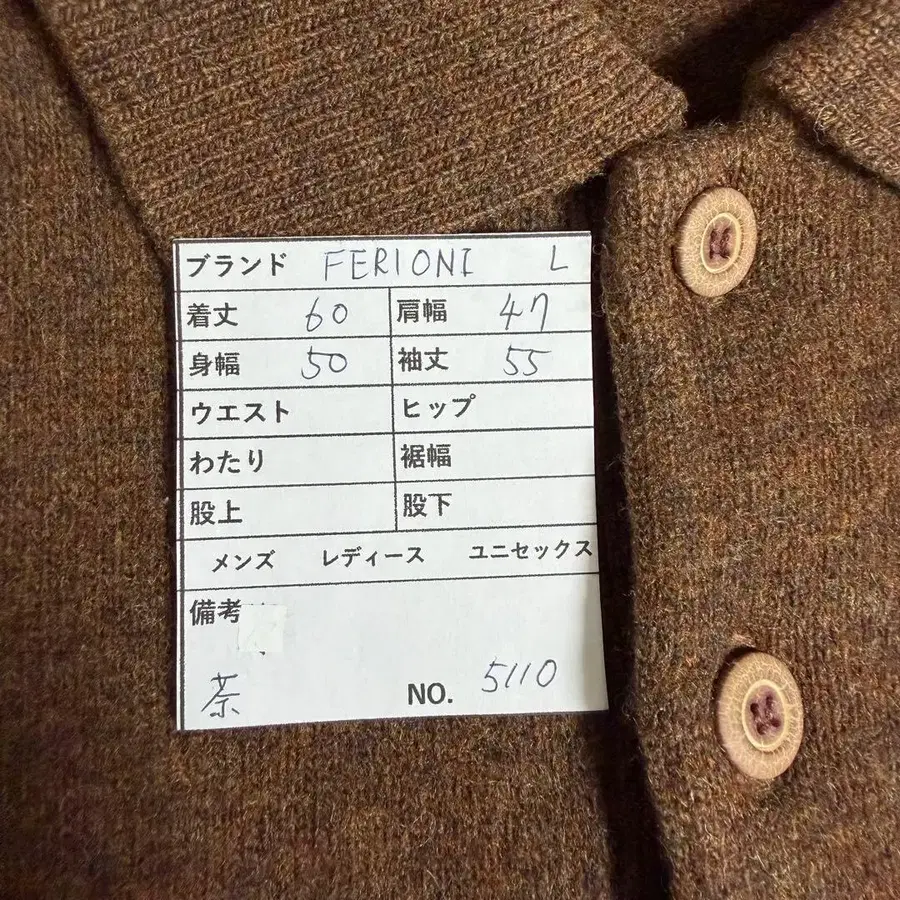 ブランド FERIONI L
着丈 60 肩幅 47
身幅 50 袖丈 55
ウエスト ヒップ
わたり 裾幅
股上 股下
メンズ レディース ユニセックス
備考
茶 NO. 5110